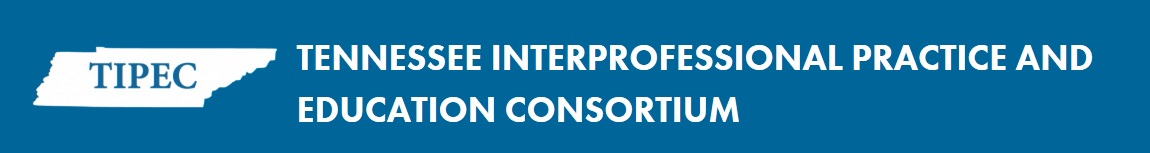 TIPEC
TENNESSEE INTERPROFESSIONAL PRACTICE AND
EDUCATION CONSORTIUM